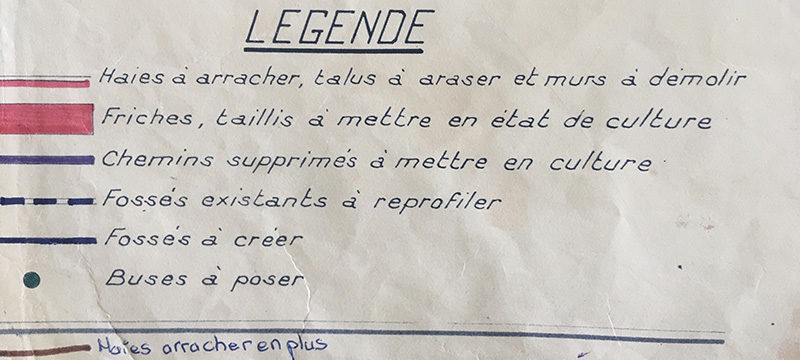 LEGENDE
Haies à arracher, talus à araser et murs à démolir
Friches, taillis à mettre en état de culture
Chemins supprimés à mettre en culture
Fossés existants à reprofiler
Fossés à créer
Buses à poser
Haies arracher en plus